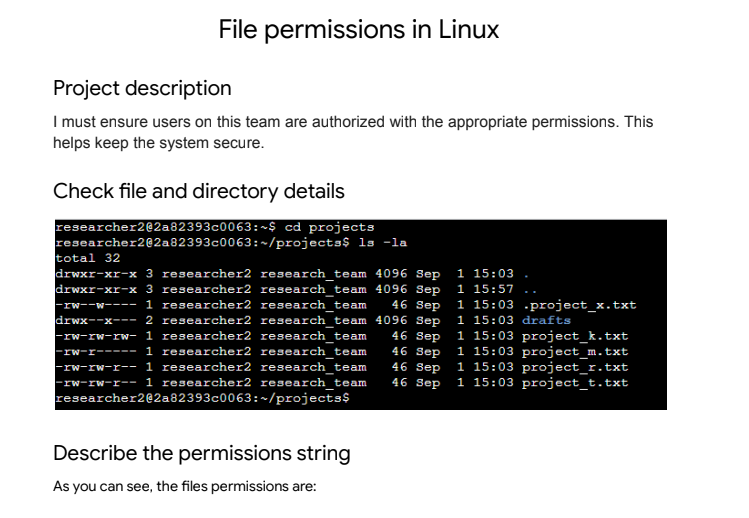 File permissions in Linux
Project description
I must ensure users on this team are authorized with the appropriate permissions. This
helps keep the system secure.
Check file and directory details
researcher2@2a82393c0063:~$ cd projects
researcher2@2a82393c0063:~/projects$ ls -la
total 32
drwxr-xr-x 3 researcher2 research_team 4096 Sep  1 15:03 .
drwxr-xr-x 3 researcher2 research_team 4096 Sep  1 15:57 ..
-rw--w---- 1 researcher2 research_team   46 Sep  1 15:03 .project_x.txt
drwx--x--- 2 researcher2 research_team 4096 Sep  1 15:03 drafts
-rw-rw-rw- 1 researcher2 research_team   46 Sep  1 15:03 project_k.txt
-rw-r----- 1 researcher2 research_team   46 Sep  1 15:03 project_m.txt
-rw-rw-r-- 1 researcher2 research_team   46 Sep  1 15:03 project_r.txt
-rw-rw-r-- 1 researcher2 research_team   46 Sep  1 15:03 project_t.txt
researcher2@2a82393c0063:~/projects$
Describe the permissions string
As you can see, the files permissions are: